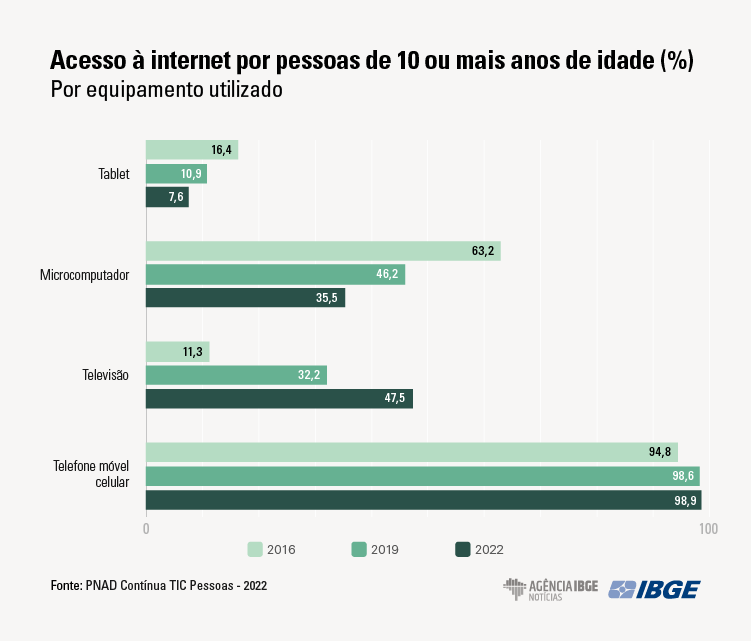 Acesso à internet por pessoas de 10 ou mais anos de idade (%)
Por equipamento utilizado
Tablet
16,4
10,9
7,6
Microcomputador
63,2
46,2
35,5
Televisão
11,3
32,2
47,5
Telefone móvel
celular
94,8
98,6
98,9
0
100
2016
2019
2022
Fonte: PNAD Contínua TIC Pessoas - 2022
AGÊNCIA IBGE
NOTÍCIAS
IBGE